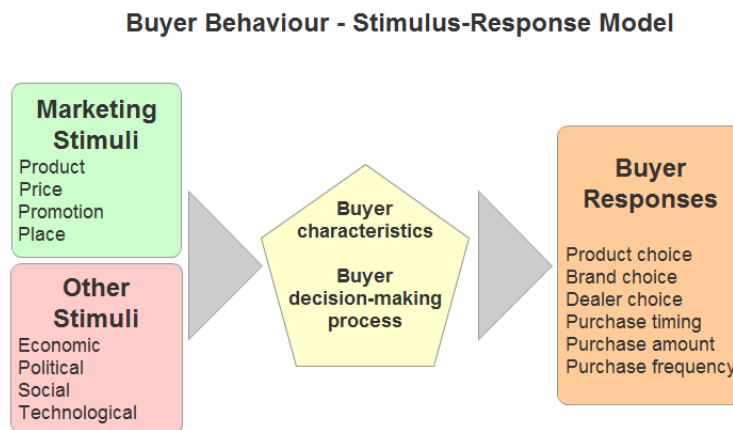 Buyer Behaviour - Stimulus-Response Model
Marketing
Stimuli
Product
Price
Promotion
Place
Other
Stimuli
Economic
Political
Social
Technological
Buyer
characteristics
Buyer
decision-making
process
Buyer
Responses
Product choice
Brand choice
Dealer choice
Purchase timing
Purchase amount
Purchase frequency